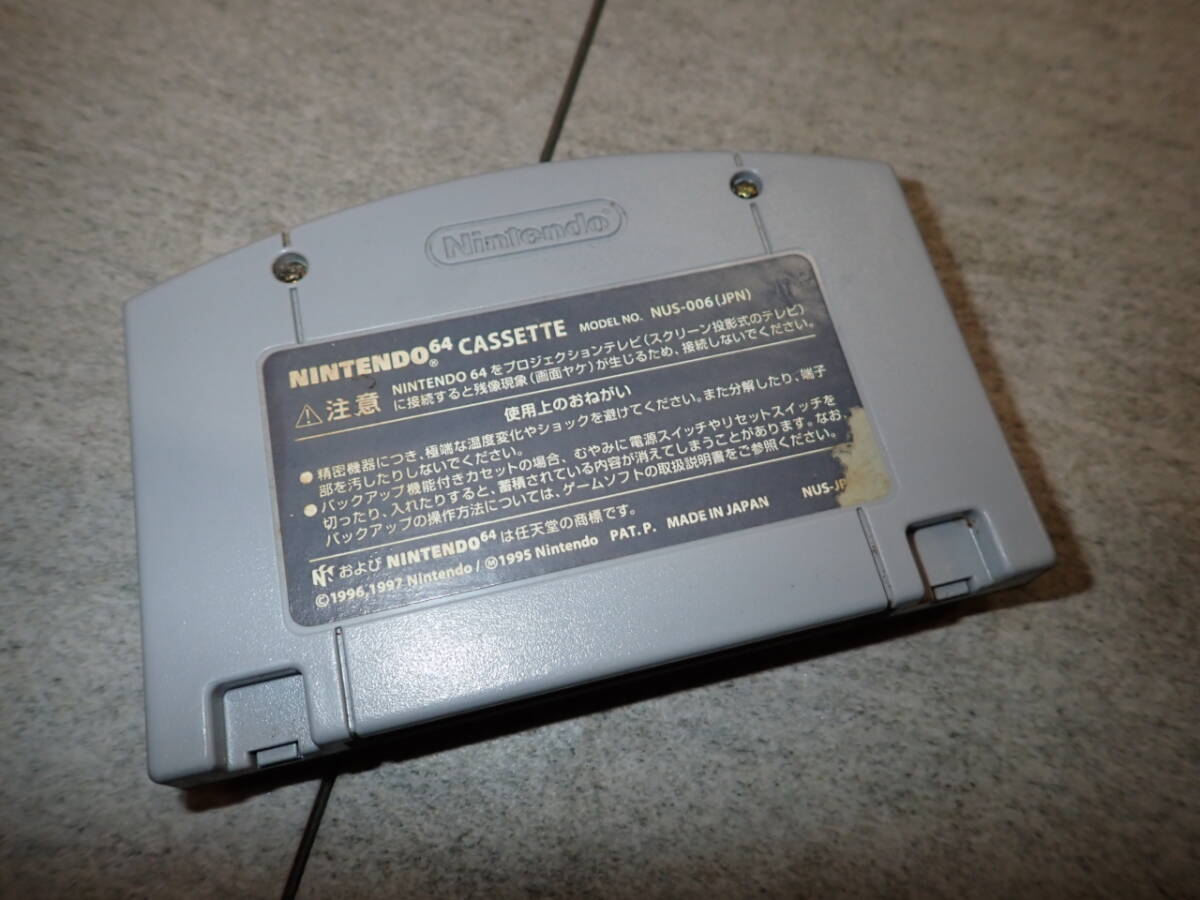 Nintendo
NINTENDO64 CASSETTE MODEL NO. NUS-006(JPN)
注意
NINTENDO 64 をプロジェクションテレビ(スクリーン投影式のテレビ)
に接続すると残像現象(画面ヤケ)が生じるため、接続しないでください。
使用上のおねがい
●精密機器につき、極端な温度変化やショックを避けてください。また分解したり、端子
部を汚したりしないでください。
●バックアップ機能付きカセットの場合、むやみに電源スイッチやリセットスイッチを
切ったり、入れたりすると、蓄積されている内容が消えてしまうことがあります。なお、
バックアップの操作方法については、ゲームソフトの取扱説明書をご参照ください。
および NINTENDO64 は任天堂の商標です。
©1996,1997 Nintendo / Ⓜ1995 Nintendo PAT.P. MADE IN JAPAN NUS-JP